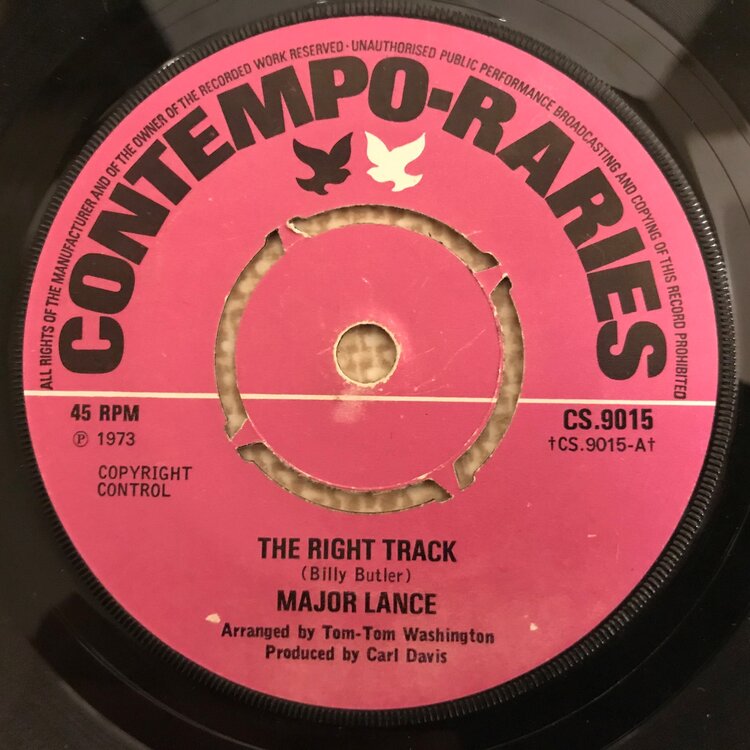 ALL RIGHTS OF THE MANUFACTURER AND OF THE OWNER OF THE RECORDED WORK RESERVED · UNAUTHORISED PUBLIC PERFORMANCE BROADCASTING AND COPYING OF THIS RECORD PROHIBITED
CONTEMPO-RARIES
45 RPM
℗ 1973
CS.9015
†CS.9015-A†
COPYRIGHT
CONTROL
THE RIGHT TRACK
(Billy Butler)
MAJOR LANCE
Arranged by Tom-Tom Washington
Produced by Carl Davis